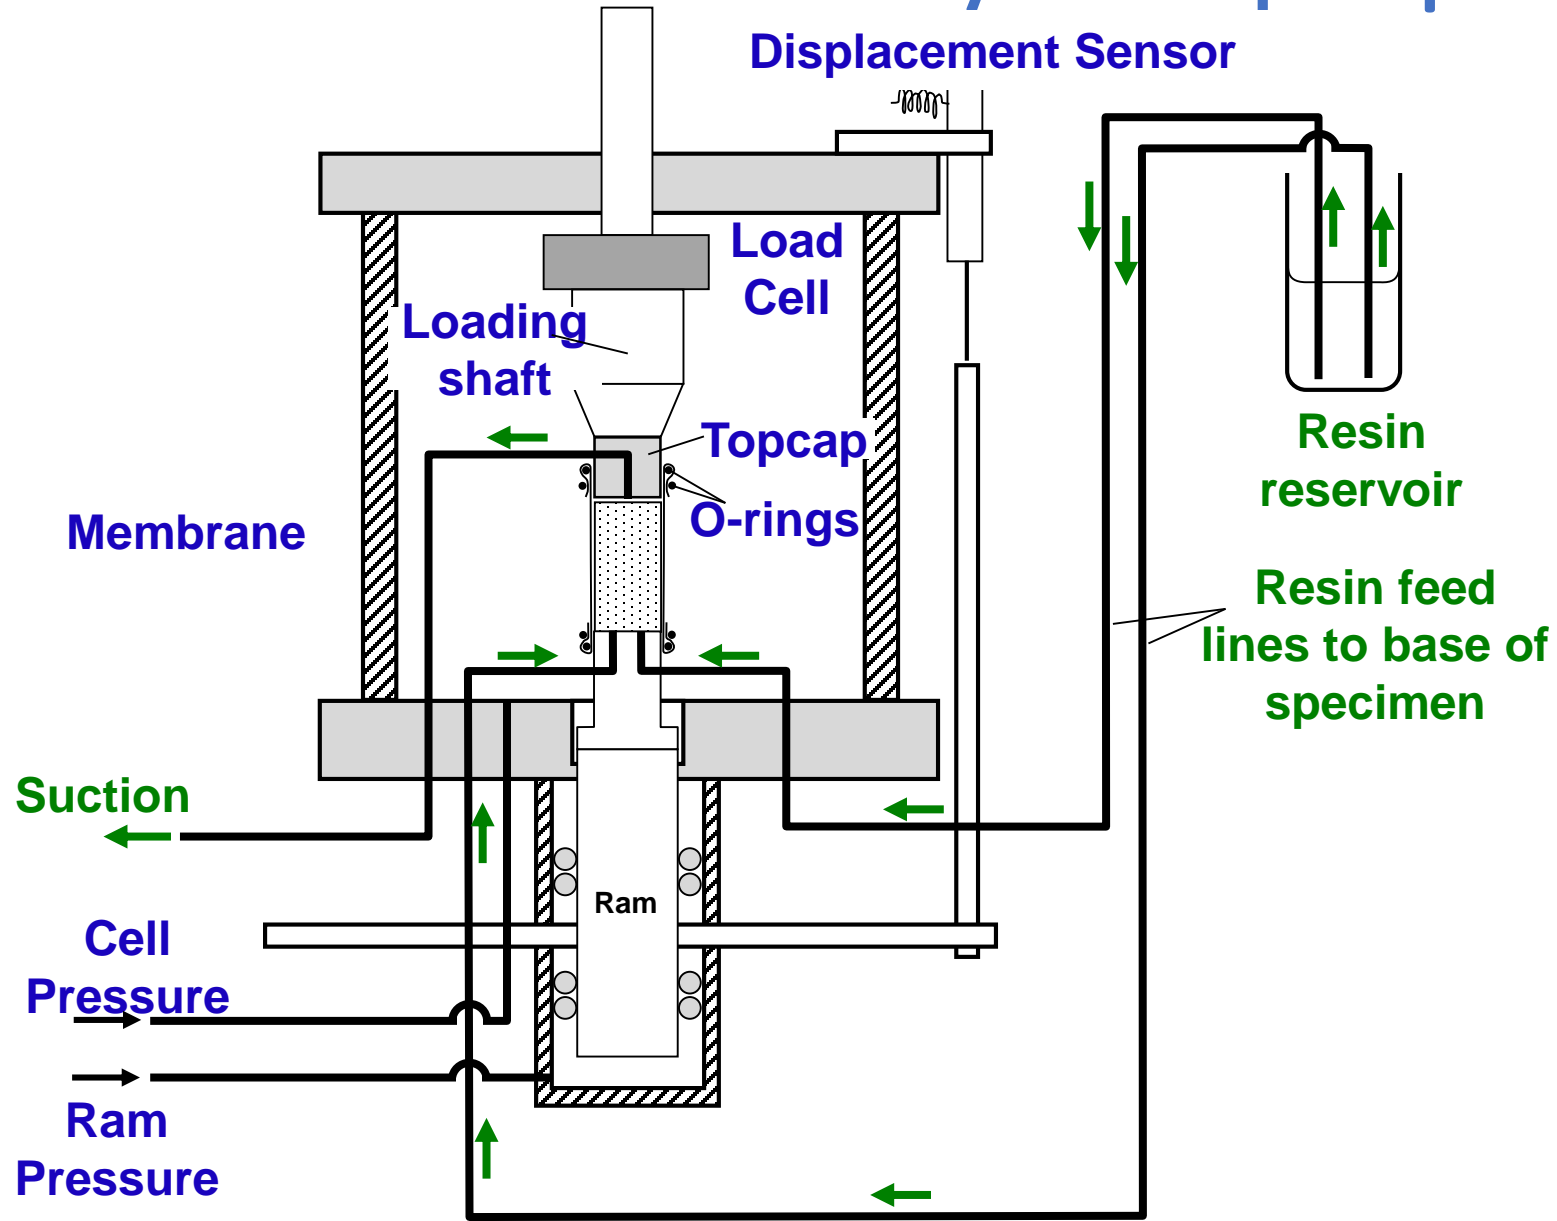 Displacement Sensor
Load
Cell
Loading
shaft
Topcap
O-rings
Membrane
Resin
reservoir
Resin feed
lines to base of
specimen
Suction
Ram
Cell
Pressure
Ram
Pressure